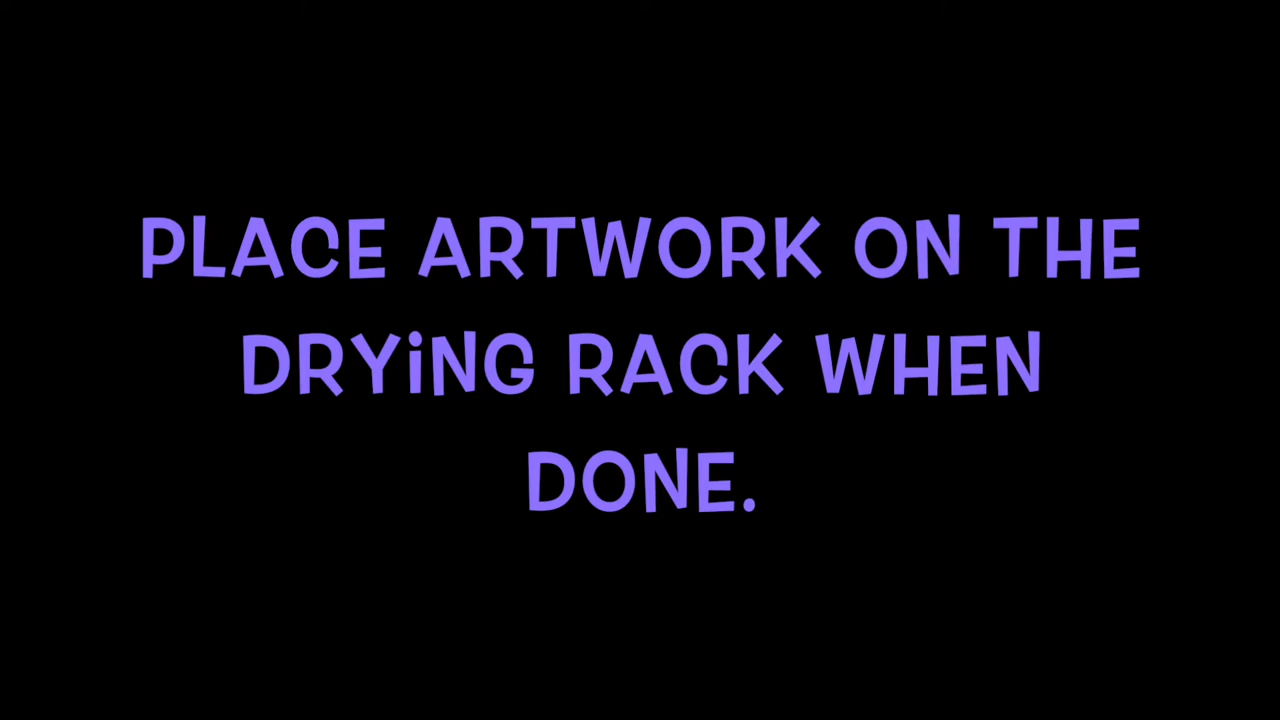 PLACE ARTWORK ON THE
DRYiNG RACK WHEN
DONE.